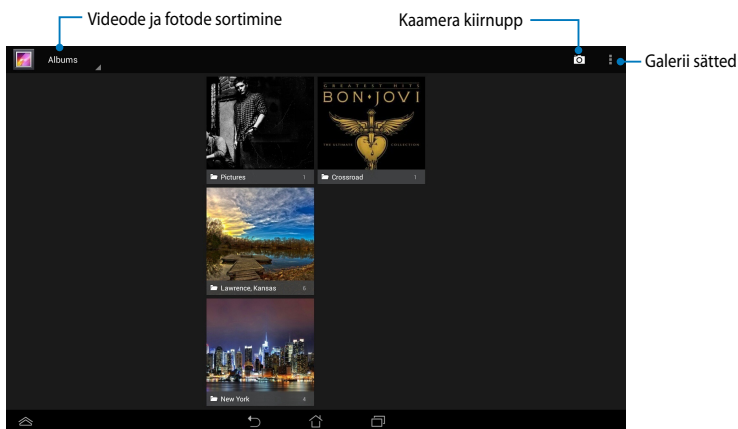 Videode ja fotode sortimine
Kaamera kiirnupp
Galerii sätted
Albums
GREATEST HITS
BON•JOVI
THE ULTIMATE COLLECTION
Pictures 1
Crossroad 1
Lawrence, Kansas 6
New York 4